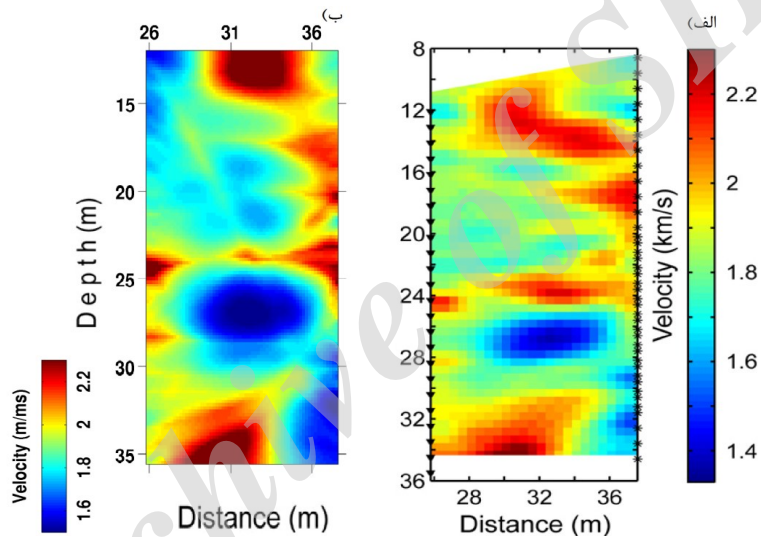 ب)
26 31 36
15
20
25
30
35
Depth (m)
Distance (m)
Velocity (m/ms)
2.2
2
1.8
1.6
الف)
8
12
16
20
24
28
32
36
28 32 36
Distance (m)
Velocity (km/s)
2.2
2
1.8
1.6
1.4